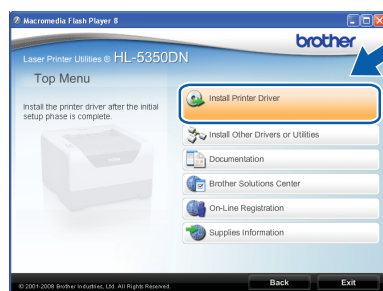 Macromedia Flash Player 8
brother
Laser Printer Utilities © HL-5350DN
Top Menu
Install the printer driver after the initial
setup phase is complete.
Install Printer Driver
Install Other Drivers or Utilities
Documentation
Brother Solutions Center
On-Line Registration
Supplies Information
© 2001-2008 Brother Industries, Ltd. All Rights Reserved.
Back
Exit